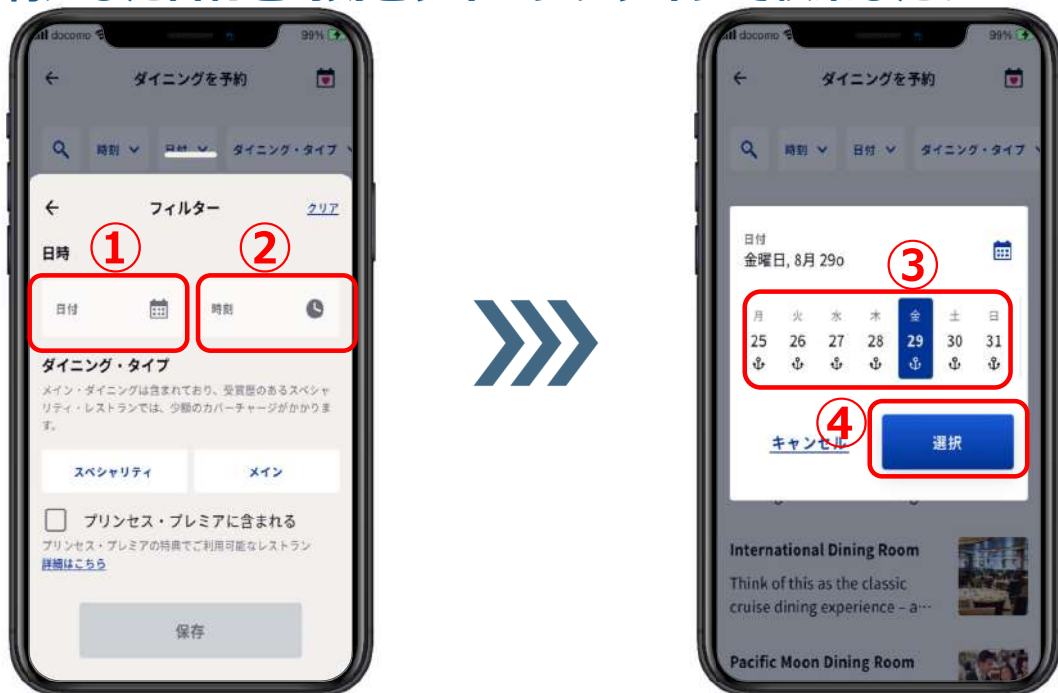 docomo 99%
ダイニングを予約
時刻 ダイニング・タイプ
フィルター クリア
日時 ① ②
日付 時刻
ダイニング・タイプ
メイン・ダイニングは含まれており、受賞歴のあるスペシャ
リティ・レストランでは、少額のカバーチャージがかかりま
す。
スペシャリティ メイン
プリンセス・プレミアに含まれる
プリンセス・プレミアの特典でご利用可能なレストラン
詳細はこちら
保存
docomo 99%
ダイニングを予約
時刻 日付 ダイニング・タイプ
日付
金曜日, 8月 29o
③
月 火 水 木 金 土 日
25 26 27 28 29 30 31
④
キャンセル 選択
International Dining Room
Think of this as the classic
cruise dining experience – a…
Pacific Moon Dining Room